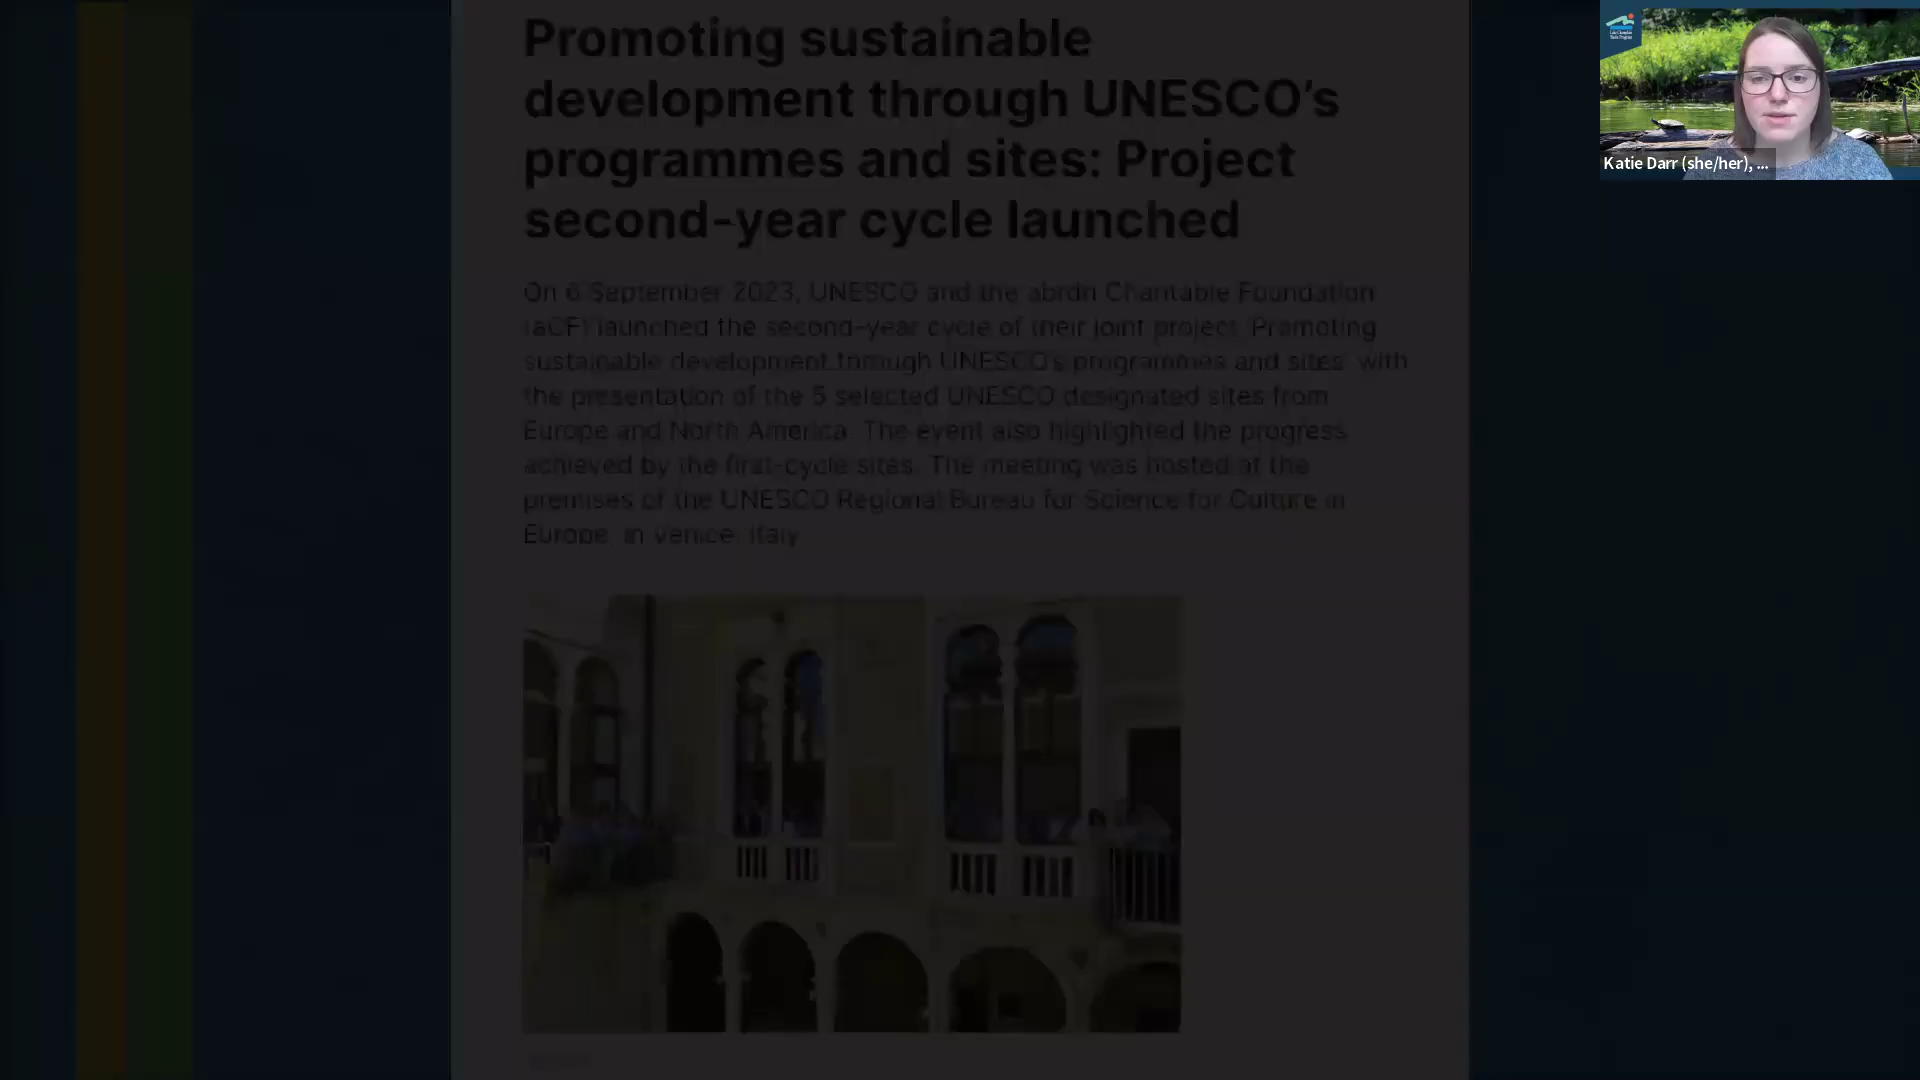 Promoting sustainable
development through UNESCO's
programmes and sites: Project
second-year cycle launched
On 6 September 2023, UNESCO and the abrdn Charitable Foundation
(aCF) launched the second-year cycle of their joint project 'Promoting
sustainable development through UNESCO's programmes and sites' with
the presentation of the 5 selected UNESCO designated sites from
Europe and North America. The event also highlighted the progress
achieved by the first-cycle sites. The meeting was hosted at the
premises of the UNESCO Regional Bureau for Science for Culture in
Europe, in Venice, Italy
Lake Champlain
Basin Program
Katie Darr (she/her), ...